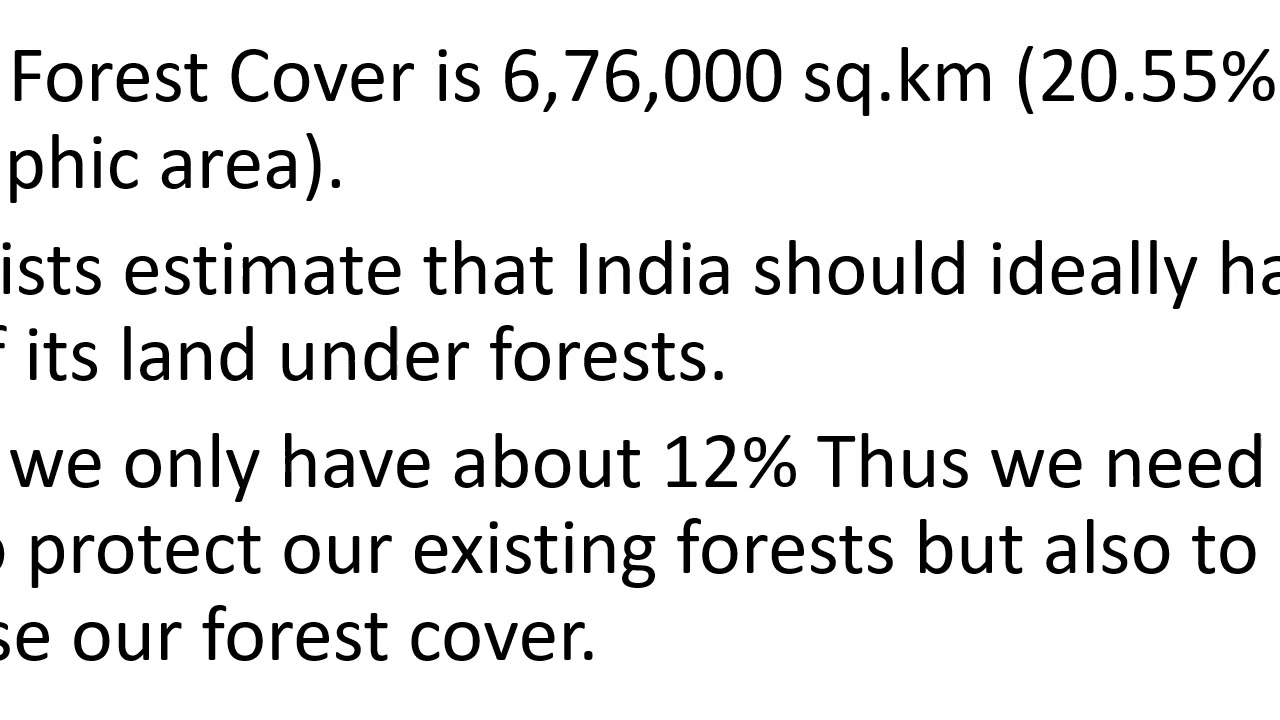 Forest Cover is 6,76,000 sq.km (20.55%
phic area).
ists estimate that India should ideally ha
its land under forests.
we only have about 12% Thus we need
protect our existing forests but also to
se our forest cover.